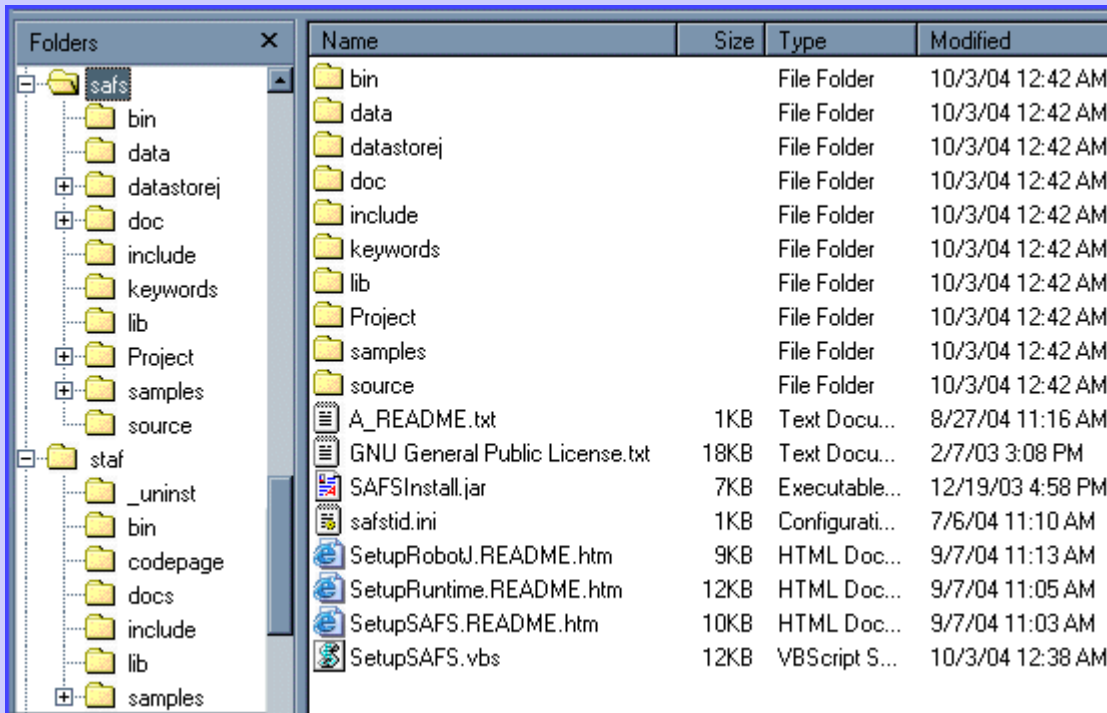 Folders
safs
bin
data
datastorej
doc
include
keywords
lib
Project
samples
source
staf
_uninst
bin
codepage
docs
include
lib
samples
Name Size Type Modified
bin File Folder 10/3/04 12:42 AM
data File Folder 10/3/04 12:42 AM
datastorej File Folder 10/3/04 12:42 AM
doc File Folder 10/3/04 12:42 AM
include File Folder 10/3/04 12:42 AM
keywords File Folder 10/3/04 12:42 AM
lib File Folder 10/3/04 12:42 AM
Project File Folder 10/3/04 12:42 AM
samples File Folder 10/3/04 12:42 AM
source File Folder 10/3/04 12:42 AM
A_README.txt 1KB Text Docu... 8/27/04 11:16 AM
GNU General Public License.txt 18KB Text Docu... 2/7/03 3:08 PM
SAFSInstall.jar 7KB Executable... 12/19/03 4:58 PM
safstid.ini 1KB Configurati... 7/6/04 11:10 AM
SetupRobotJ.README.htm 9KB HTML Doc... 9/7/04 11:13 AM
SetupRuntime.README.htm 12KB HTML Doc... 9/7/04 11:05 AM
SetupSAFS.README.htm 10KB HTML Doc... 9/7/04 11:03 AM
SetupSAFS.vbs 12KB VBScript S... 10/3/04 12:38 AM